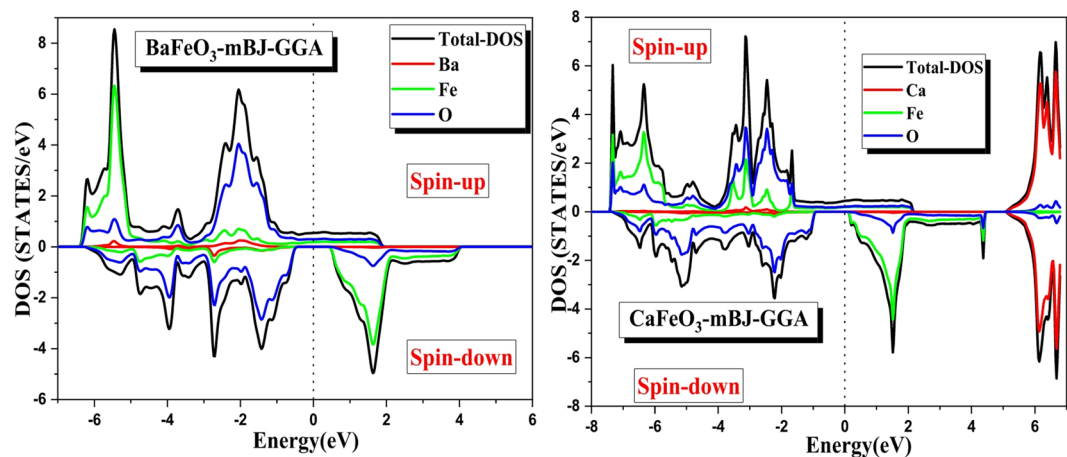 BaFeO3-mBJ-GGA
Total-DOS
Ba
Fe
O
Spin-up
Spin-down
DOS (STATES/eV)
8
6
4
2
0
-2
-4
-6
-6
-4
-2
0
2
4
6
Energy(eV)
Spin-up
Total-DOS
Ca
Fe
O
CaFeO3-mBJ-GGA
Spin-down
DOS (STATES/eV)
8
6
4
2
0
-2
-4
-6
-8
-8
-6
-4
-2
0
2
4
6
8
Energy(eV)